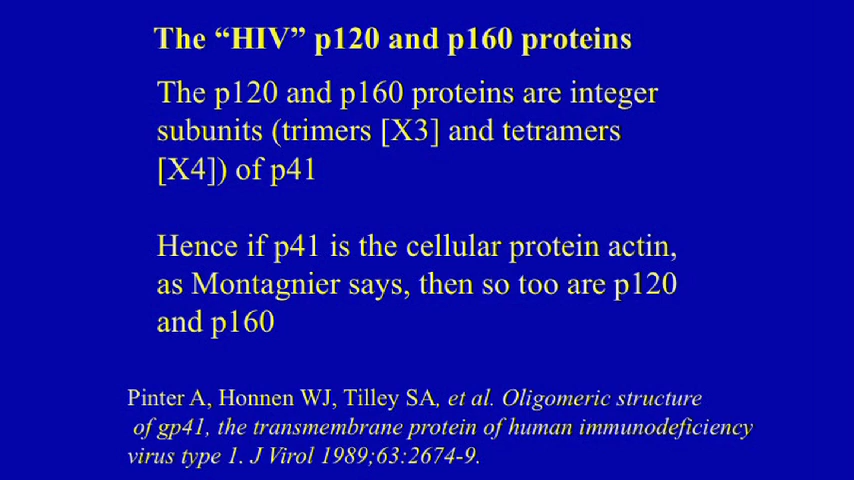 The “HIV” p120 and p160 proteins
The p120 and p160 proteins are integer
subunits (trimers [X3] and tetramers
[X4]) of p41
Hence if p41 is the cellular protein actin,
as Montagnier says, then so too are p120
and p160
Pinter A, Honnen WJ, Tilley SA, et al. Oligomeric structure
of gp41, the transmembrane protein of human immunodeficiency
virus type 1. J Virol 1989;63:2674-9.